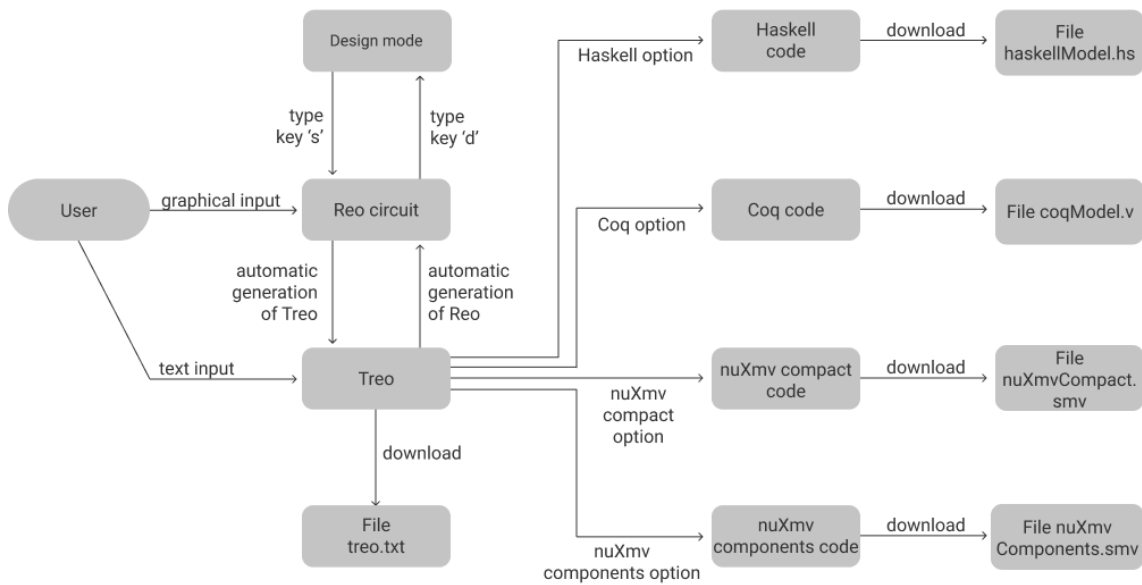 Design mode
Haskell option
Haskell
code
download
File
haskellModel.hs
type
key ‘s’
type
key ‘d’
User
graphical input
Reo circuit
Coq option
Coq code
download
File coqModel.v
automatic
generation
of Treo
automatic
generation
of Reo
text input
Treo
nuXmv
compact
option
nuXmv compact
code
download
File
nuXmvCompact.
smv
download
File
treo.txt
nuXmv
components option
nuXmv
components code
download
File nuXmv
Components.smv